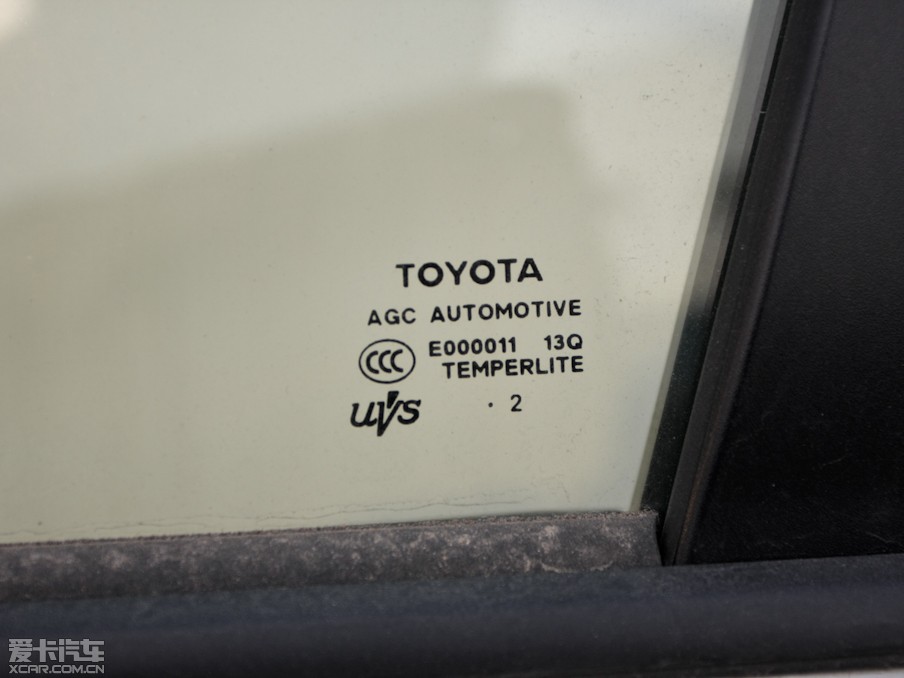 TOYOTA
AGC AUTOMOTIVE
CCC E000011 13Q
TEMPERLITE
UVS · 2
爱卡汽车
XCAR.COM.CN